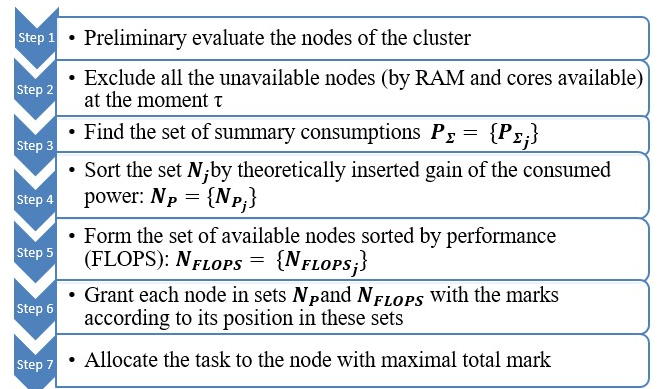 Step 1 • Preliminary evaluate the nodes of the cluster
Step 2 • Exclude all the unavailable nodes (by RAM and cores available)
at the moment τ
Step 3 • Find the set of summary consumptions P_Σ = {P_Σ_j}
Step 4 • Sort the set N_j by theoretically inserted gain of the consumed
power: N_P = {N_P_j}
Step 5 • Form the set of available nodes sorted by performance
(FLOPS): N_FLOPS = {N_FLOPS_j}
Step 6 • Grant each node in sets N_P and N_FLOPS with the marks
according to its position in these sets
Step 7 • Allocate the task to the node with maximal total mark